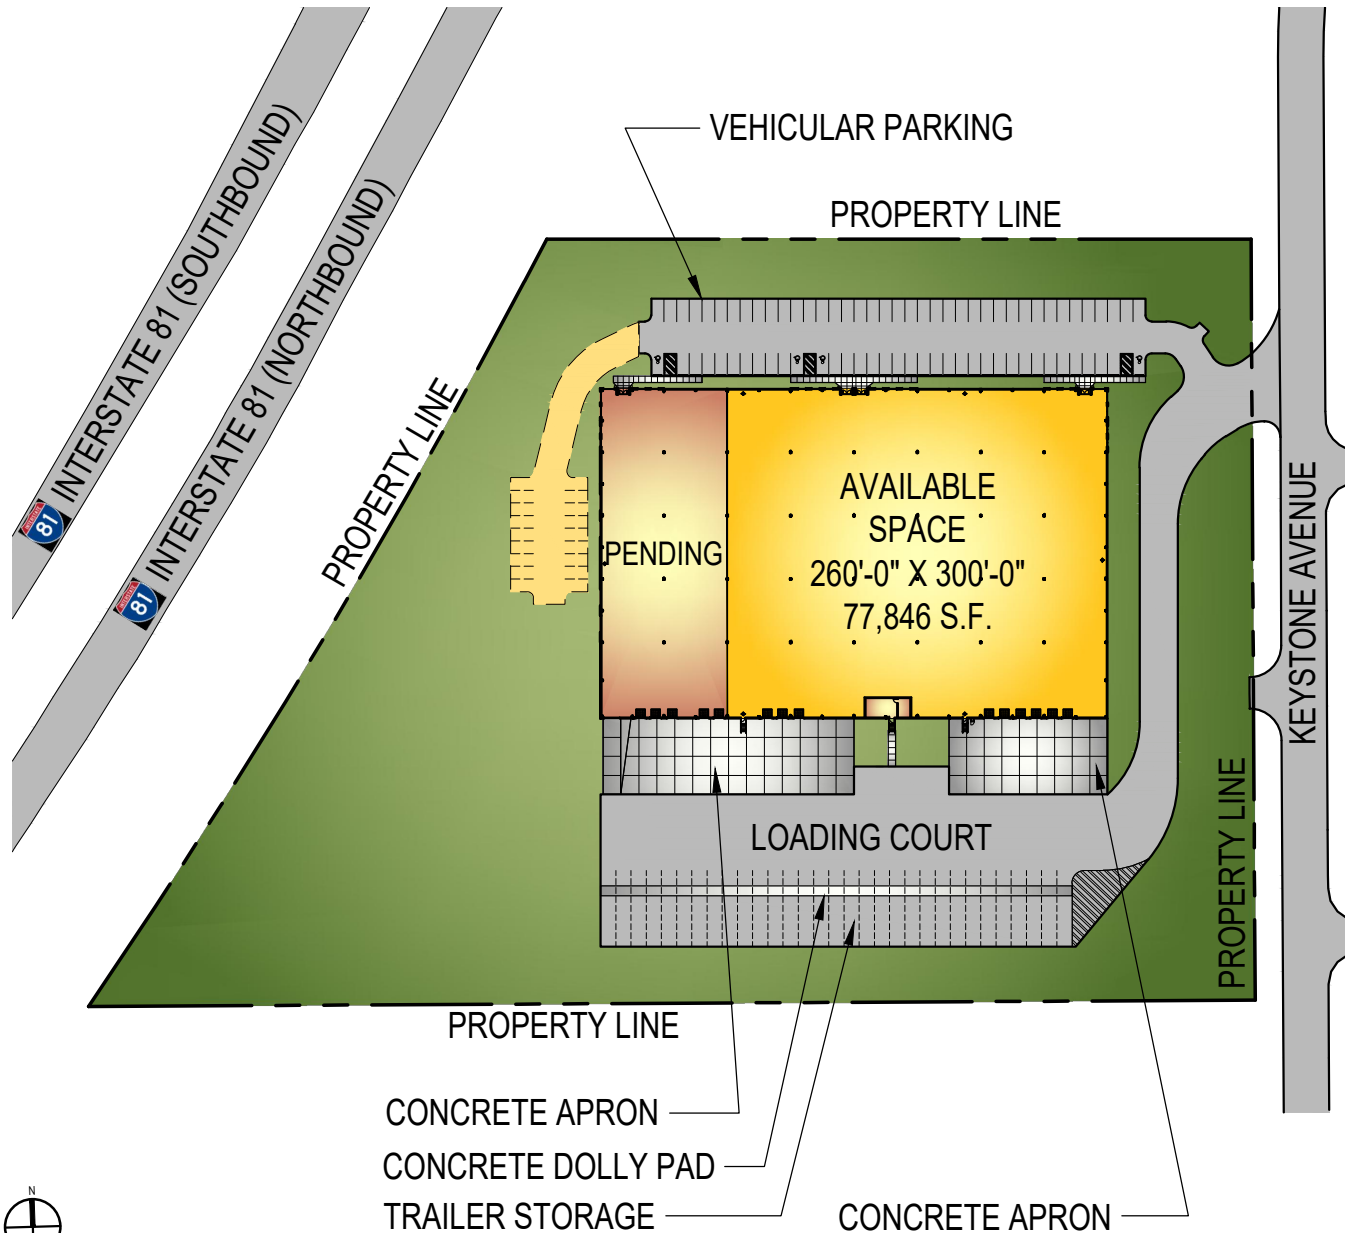 VEHICULAR PARKING
PROPERTY LINE
INTERSTATE 81 (SOUTHBOUND)
81
INTERSTATE 81 (NORTHBOUND)
81
PROPERTY LINE
AVAILABLE
SPACE
260'-0" X 300'-0"
77,846 S.F.
PENDING
KEYSTONE AVENUE
LOADING COURT
PROPERTY LINE
PROPERTY LINE
CONCRETE APRON
CONCRETE DOLLY PAD
TRAILER STORAGE
CONCRETE APRON
N